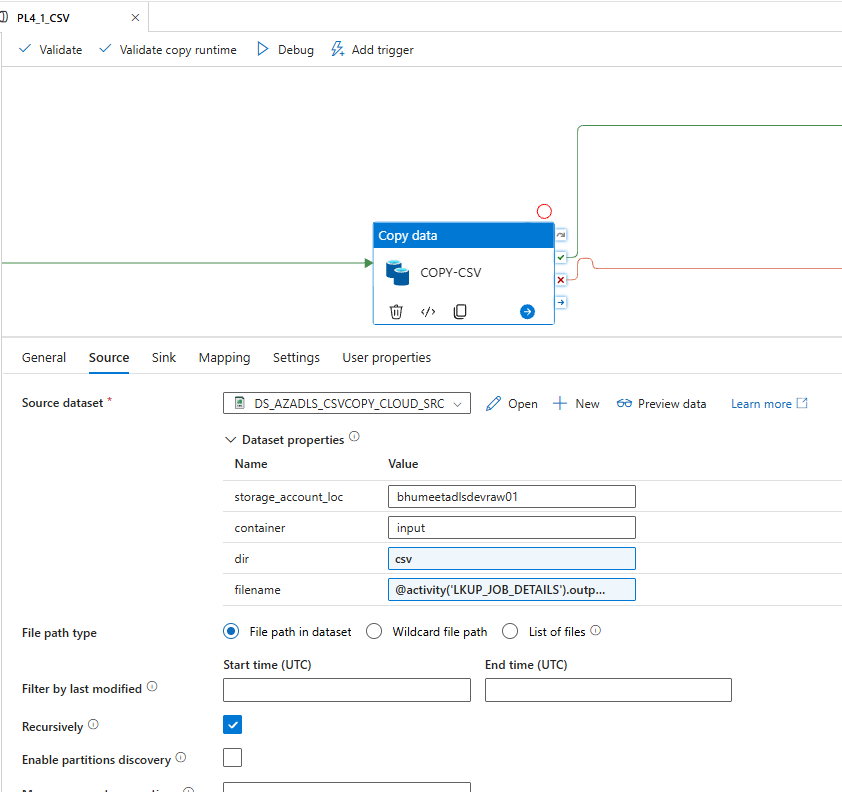 PL4_1_CSV
Validate Validate copy runtime Debug Add trigger
Copy data
COPY-CSV
General Source Sink Mapping Settings User properties
Source dataset * DS_AZADLS_CSVCOPY_CLOUD_SRC Open New Preview data Learn more
Dataset properties
Name Value
storage_account_loc bhumeetadlsdevraw01
container input
dir csv
filename @activity('LKUP_JOB_DETAILS').outp...
File path type File path in dataset Wildcard file path List of files
Start time (UTC) End time (UTC)
Filter by last modified
Recursively
Enable partitions discovery